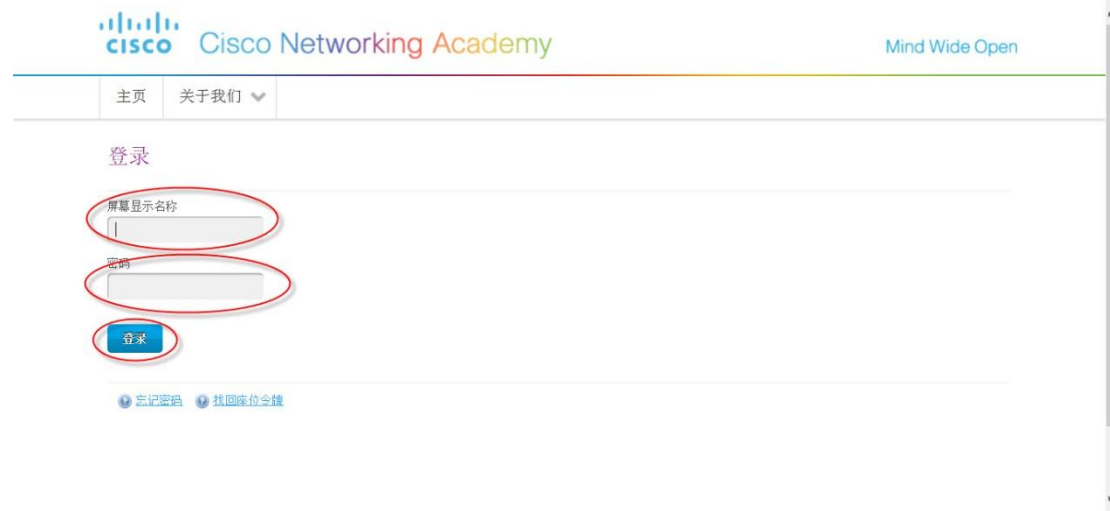 CISCO Cisco Networking Academy Mind Wide Open
主页 关于我们
登录
屏幕显示名称
密码
登录
忘记密码 找回座位令牌